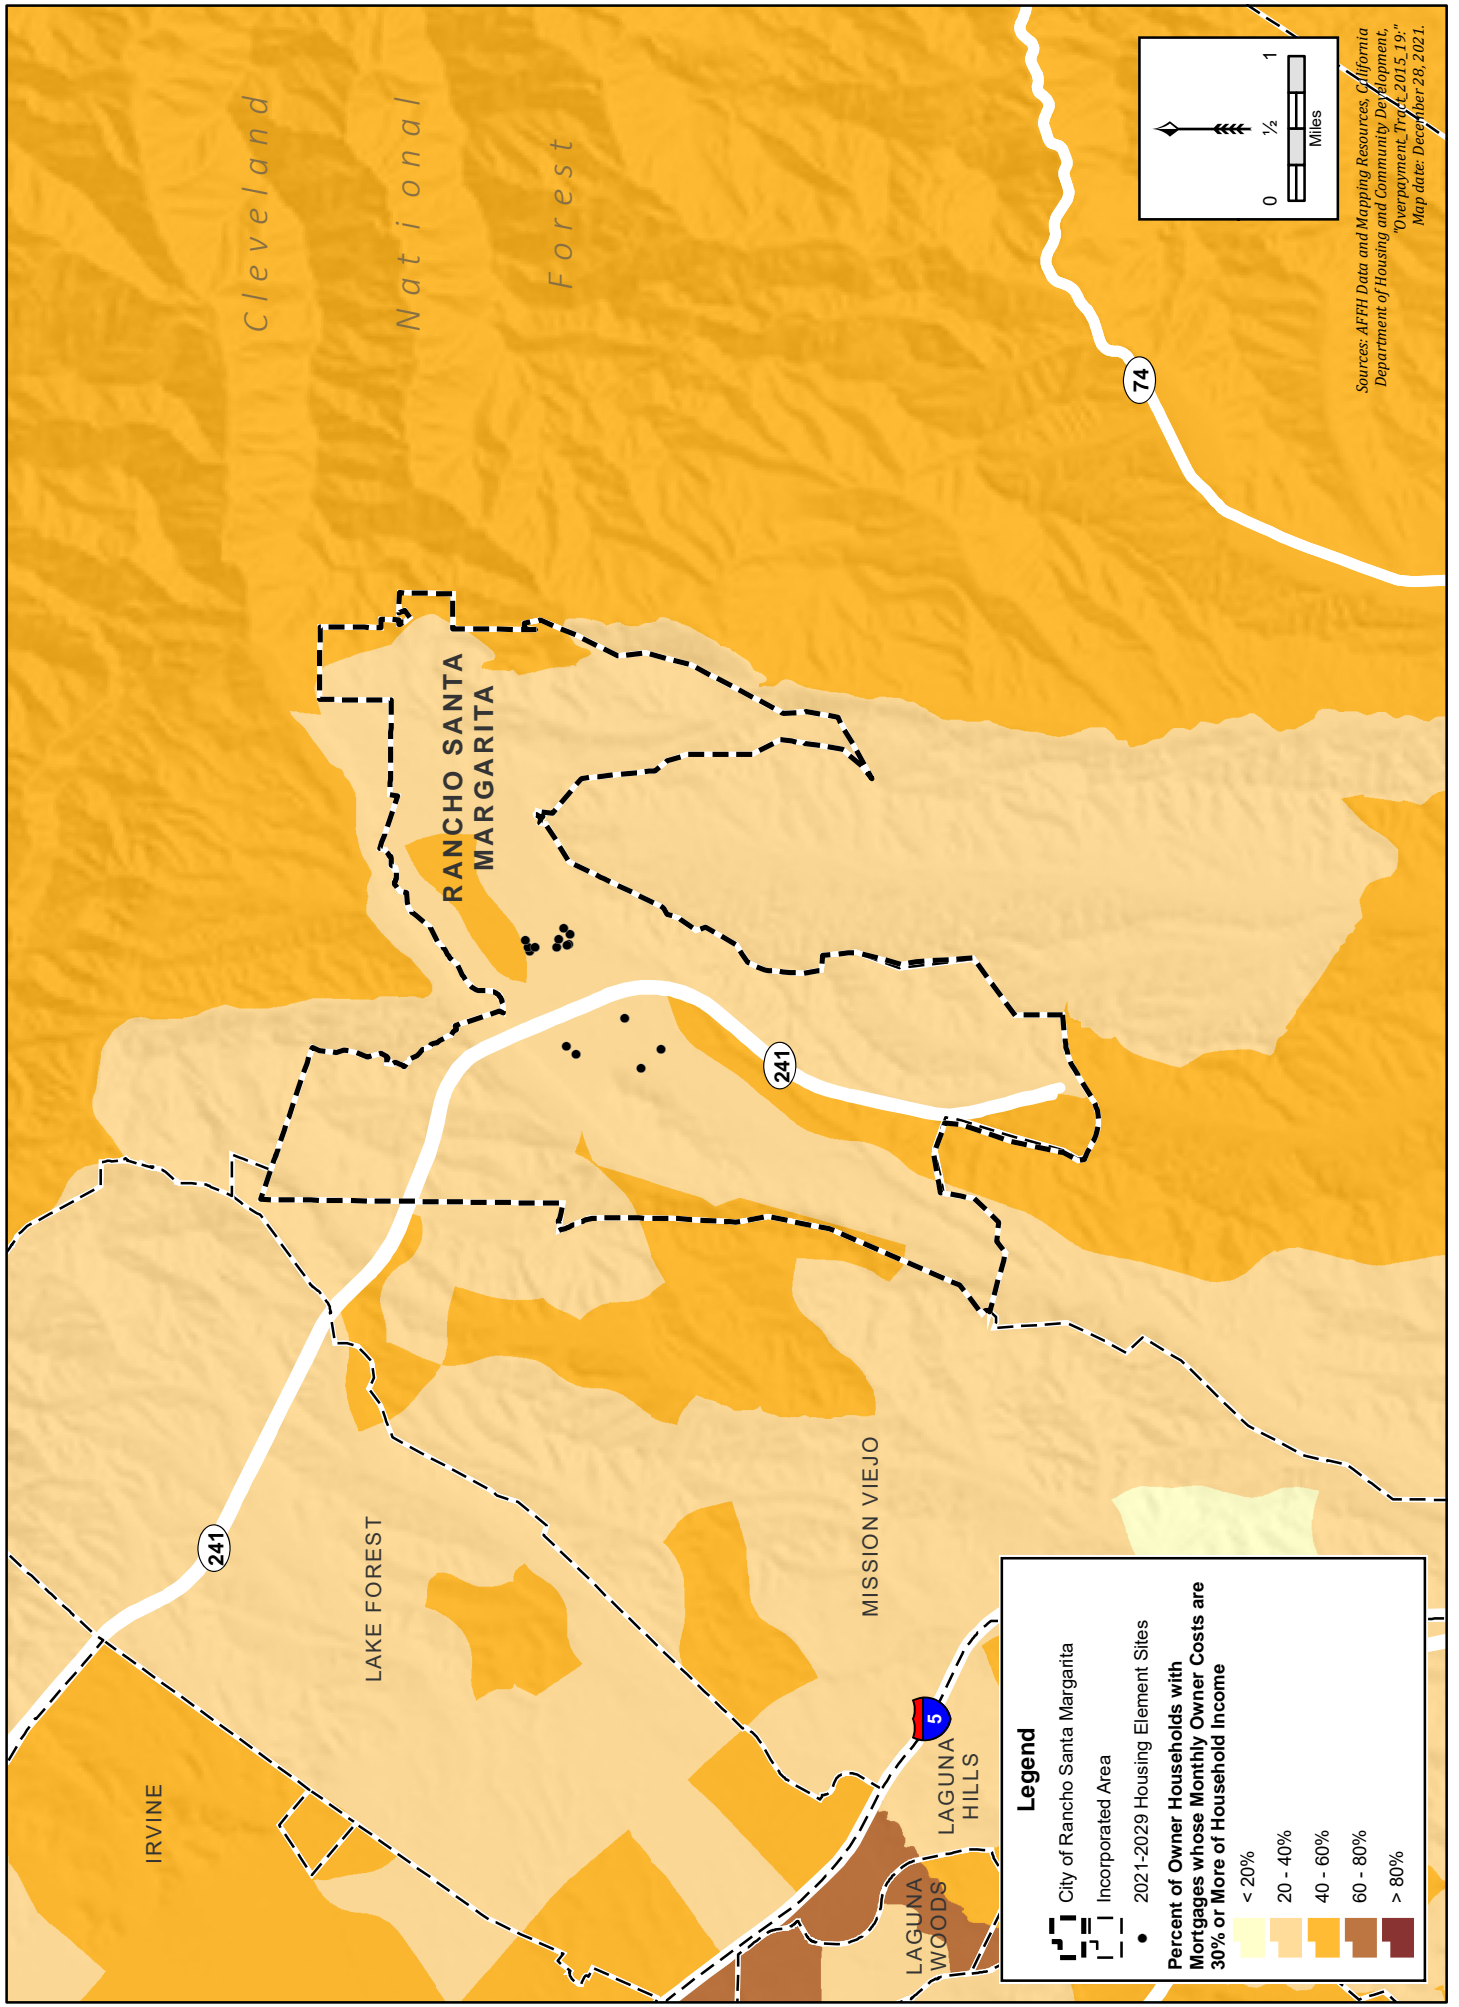 Cleveland
National
Forest
RANCHO SANTA
MARGARITA
IRVINE
LAKE FOREST
MISSION VIEJO
LAGUNA
HILLS
LAGUNA
WOODS
241
241
74
5
0 ½ 1
Miles
Sources: AFFH Data and Mapping Resources, California
Department of Housing and Community Development,
"Overpayment_Tract_2015_19:"
Map date: December 28, 2021.
Legend
City of Rancho Santa Margarita
Incorporated Area
2021-2029 Housing Element Sites
Percent of Owner Households with
Mortgages whose Monthly Owner Costs are
30% or More of Household Income
< 20%
20 - 40%
40 - 60%
60 - 80%
> 80%